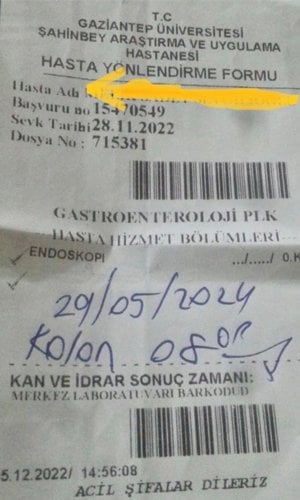 T.C
GAZİANTEP ÜNİVERSİTESİ
ŞAHİNBEY ARAŞTIRMA VE UYGULAMA
HASTANESİ
HASTA YÖNLENDİRME FORMU
Hasta Adı
Başvuru no 15470549
Sevk Tarihi 28.11.2022
Dosya No : 715381
GASTROENTEROLOJİ PLK
---HASTA HİZMET BÖLÜMLERİ---
ENDOSKOPİ .../..../ 0.K
29/05/2024
Kolon 08 00
KAN VE İDRAR SONUÇ ZAMANI:
MERKEZ LABORATUVARI BARKODUD
5.12.2022/ 14:56:08
ACİL ŞİFALAR DİLERİZ